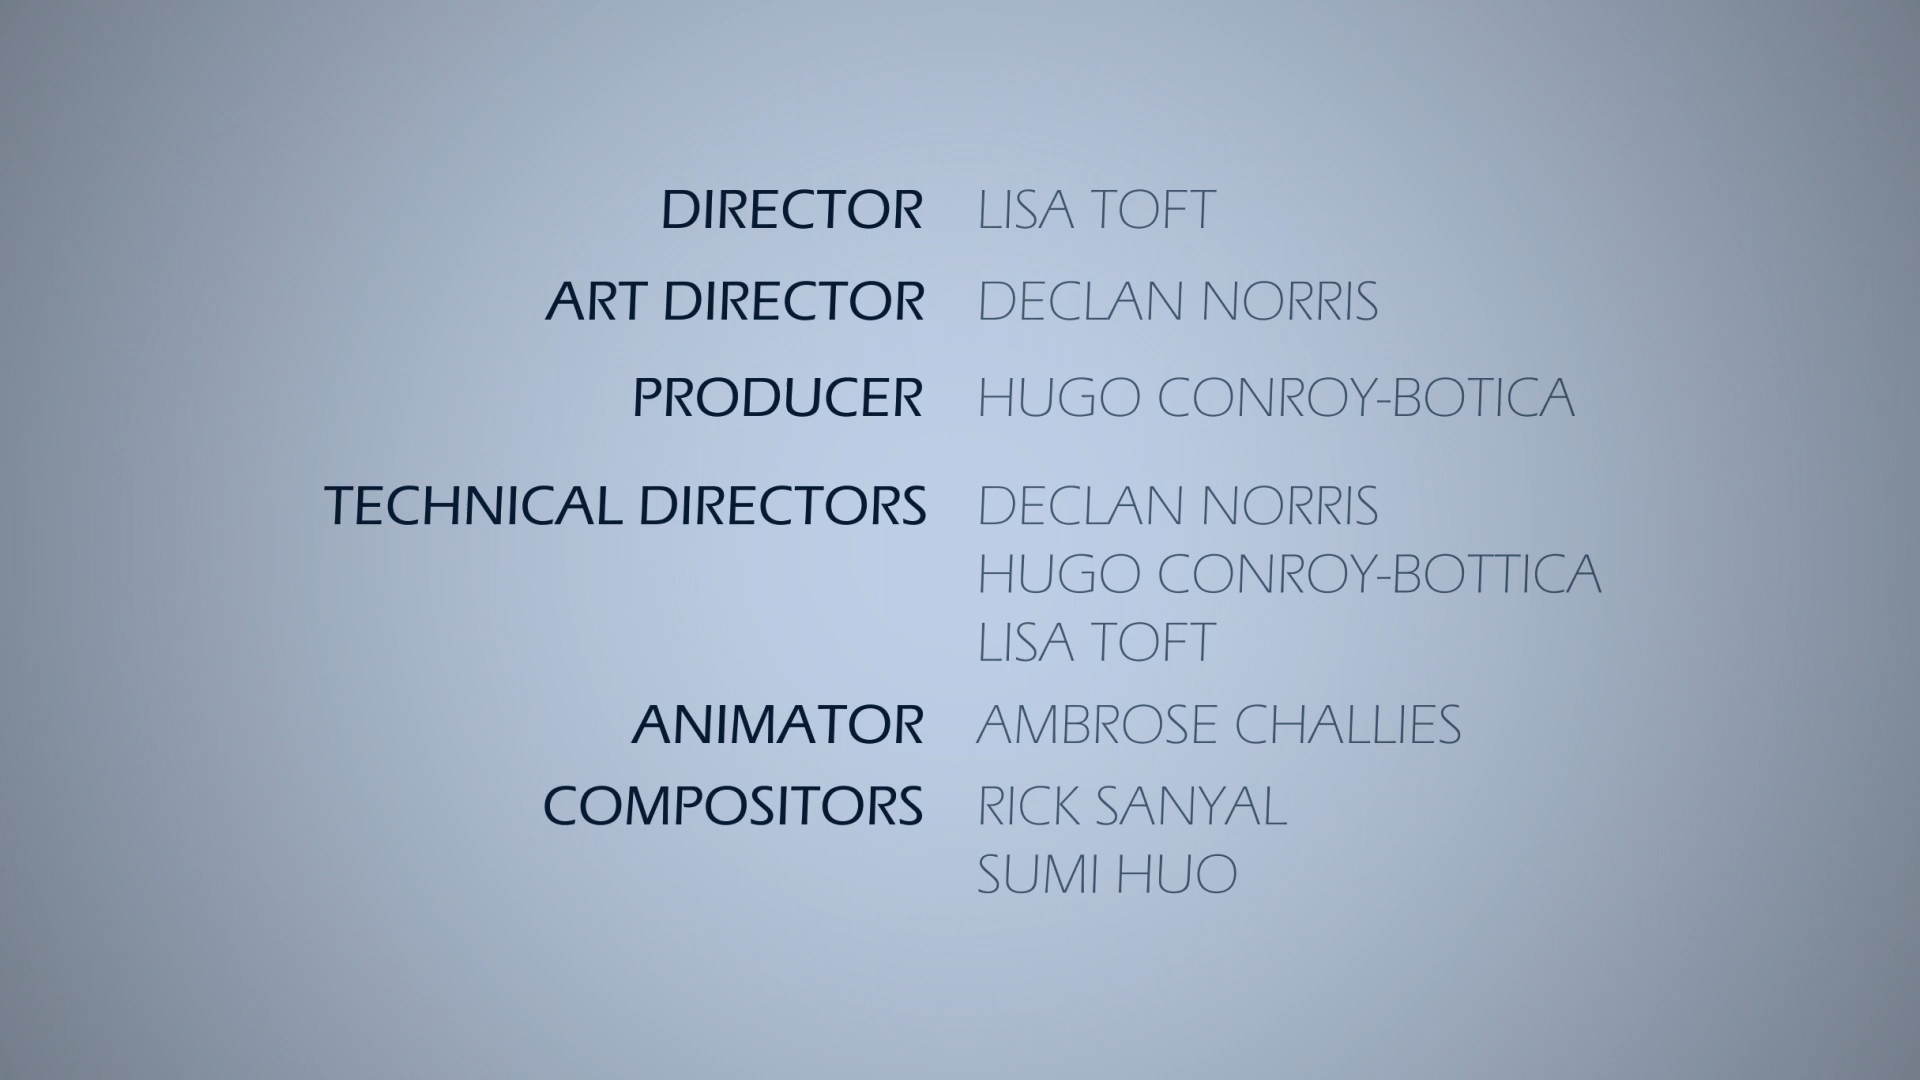 DIRECTOR LISA TOFT
ART DIRECTOR DECLAN NORRIS
PRODUCER HUGO CONROY-BOTICA
TECHNICAL DIRECTORS DECLAN NORRIS
HUGO CONROY-BOTTICA
LISA TOFT
ANIMATOR AMBROSE CHALLIES
COMPOSITORS RICK SANYAL
SUMI HUO